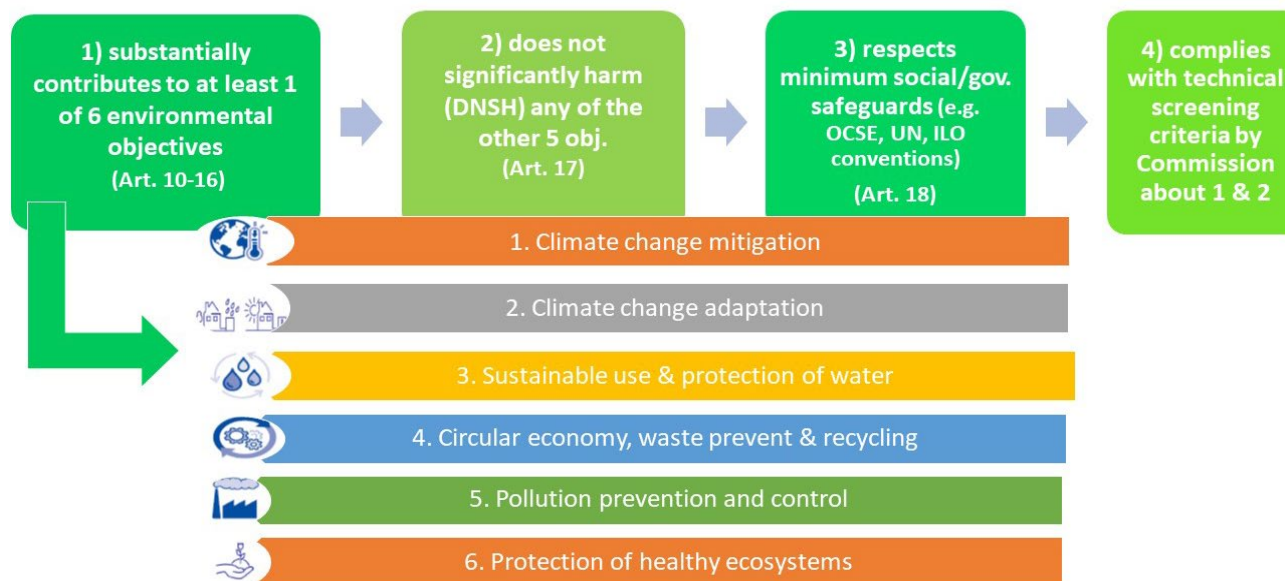 1) substantially
contributes to at least 1
of 6 environmental
objectives
(Art. 10-16)
2) does not
significantly harm
(DNSH) any of the
other 5 obj.
(Art. 17)
3) respects
minimum social/gov.
safeguards (e.g.
OCSE, UN, ILO
conventions)
(Art. 18)
4) complies
with technical
screening
criteria by
Commission
about 1 & 2
1. Climate change mitigation
2. Climate change adaptation
3. Sustainable use & protection of water
4. Circular economy, waste prevent & recycling
5. Pollution prevention and control
6. Protection of healthy ecosystems